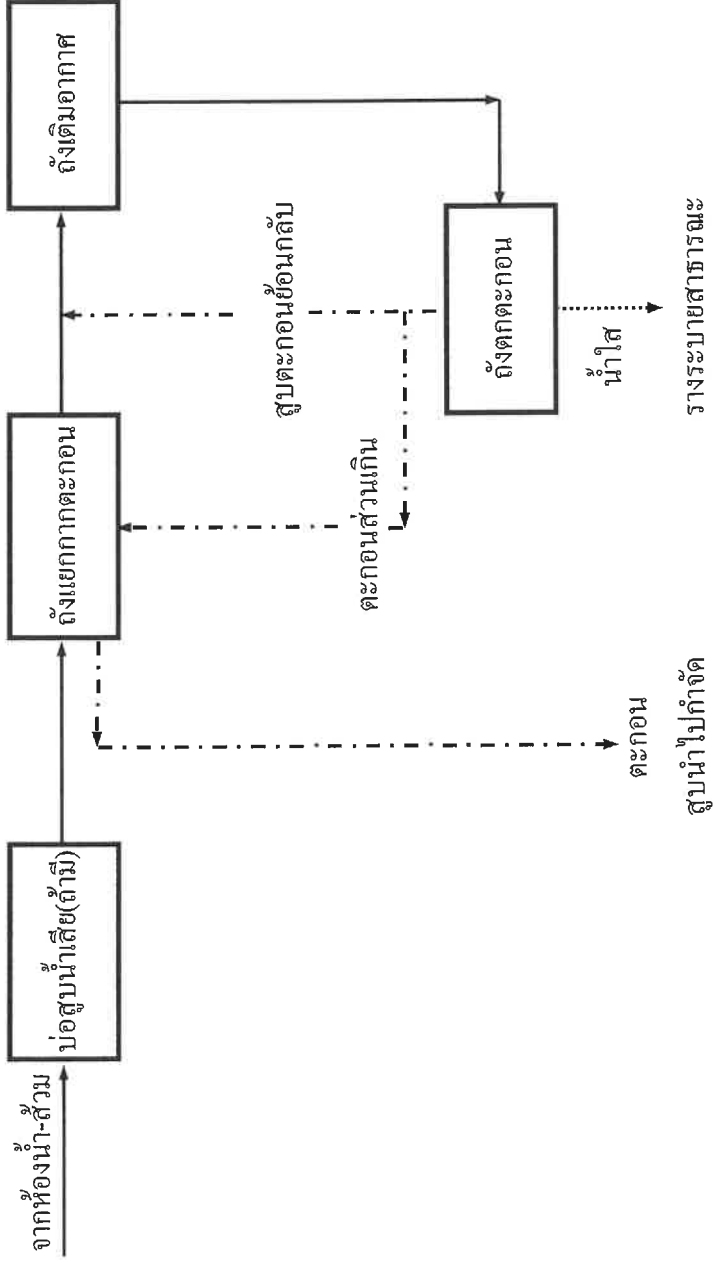 จากห้องน้ำ-ส้วม
บ่อสูบน้ำเสีย(ถ้ามี)
ถังแยกกากตะกอน
ถังเติมอากาศ
สูบตะกอนย้อนกลับ
ตะกอนส่วนเกิน
ถังตกตะกอน
น้ำใส
รางระบายสาธารณะ
ตะกอน
สูบนำไปกำจัด